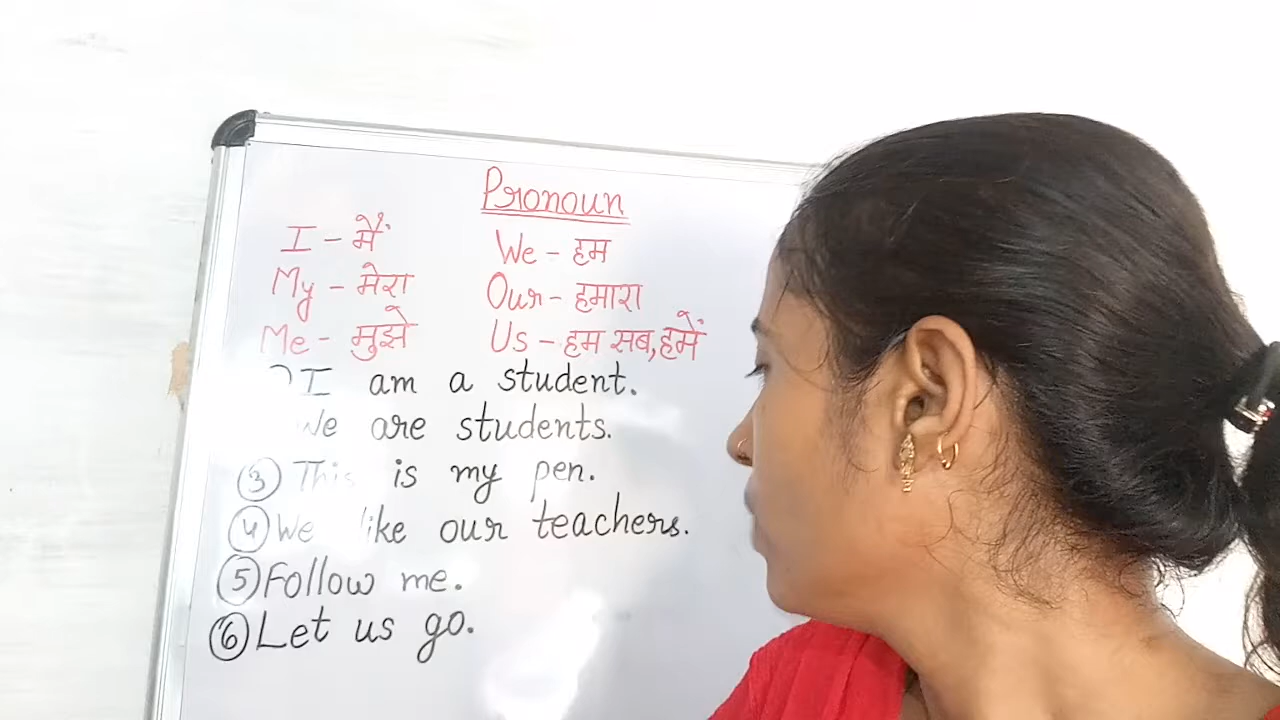 Pronoun
I - मैं We - हम
My - मेरा Our - हमारा
Me - मुझे Us - हम सब, हमें
I am a student.
We are students.
③ This is my pen.
④ We like our teachers.
⑤ Follow me.
⑥ Let us go.